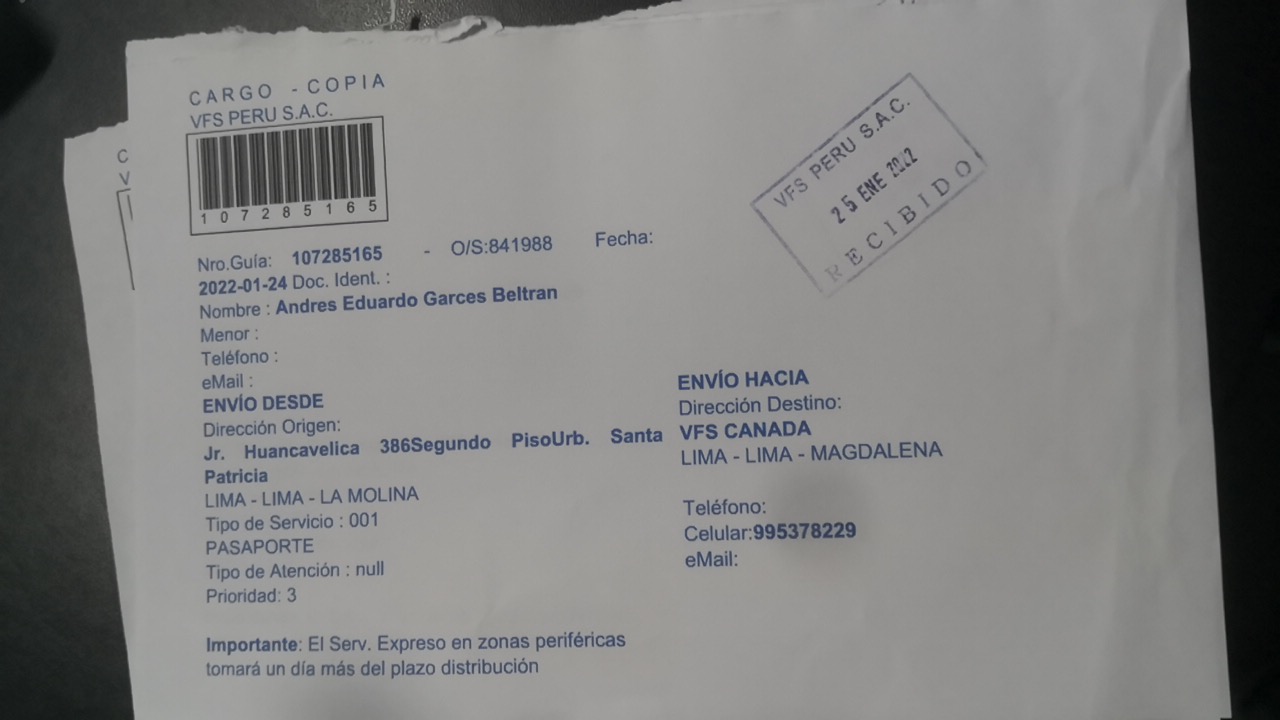 CARGO - COPIA
VFS PERU S.A.C.
107285165
VFS PERU S.A.C.
25 ENE 2022
RECIBIDO
Nro.Guía: 107285165 - O/S:841988 Fecha:
2022-01-24 Doc. Ident. :
Nombre : Andres Eduardo Garces Beltran
Menor :
Teléfono :
eMail :
ENVÍO DESDE
Dirección Origen:
Jr. Huancavelica 386Segundo PisoUrb. Santa
Patricia
LIMA - LIMA - LA MOLINA
Tipo de Servicio : 001
PASAPORTE
Tipo de Atención : null
Prioridad: 3
ENVÍO HACIA
Dirección Destino:
VFS CANADA
LIMA - LIMA - MAGDALENA
Teléfono:
Celular:995378229
eMail:
Importante: El Serv. Expreso en zonas periféricas
tomará un día más del plazo distribución
C
V